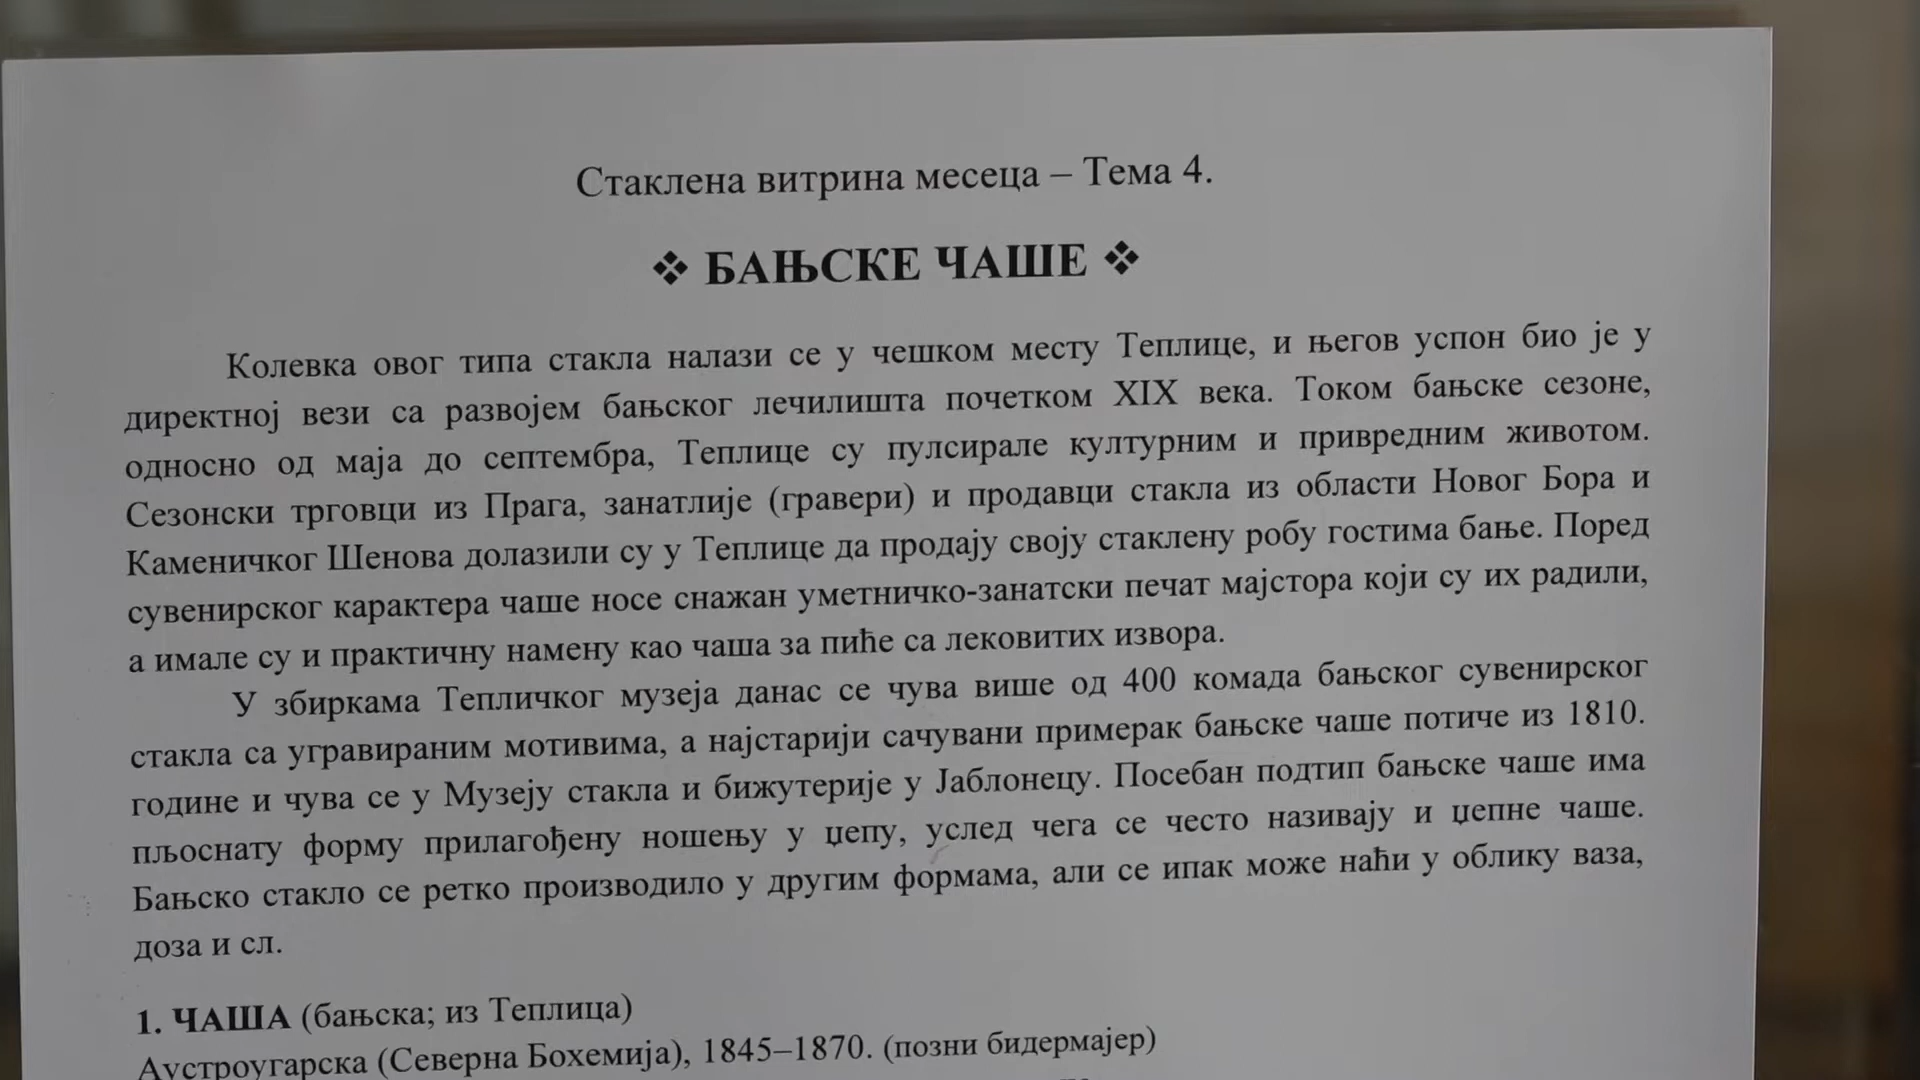 Стаклена витрина месеца – Тема 4.
❖ БАЊСКЕ ЧАШЕ ❖
Колевка овог типа стакла налази се у чешком месту Теплице, и његов успон био је у
директној вези са развојем бањског лечилишта почетком XIX века. Током бањске сезоне,
односно од маја до септембра, Теплице су пулсирале културним и привредним животом.
Сезонски трговци из Прага, занатлије (гравери) и продавци стакла из области Новог Бора и
Каменичког Шенова долазили су у Теплице да продају своју стаклену робу гостима бање. Поред
сувенирског карактера чаше носе снажан уметничко-занатски печат мајстора који су их радили,
а имале су и практичну намену као чаша за пиће са лековитих извора.
У збиркама Тепличког музеја данас се чува више од 400 комада бањског сувенирског
стакла са угравираним мотивима, а најстарији сачувани примерак бањске чаше потиче из 1810.
године и чува се у Музеју стакла и бижутерије у Јаблонецу. Посебан подтип бањске чаше има
пљоснату форму прилагођену ношењу у џепу, услед чега се често називају и џепне чаше.
Бањско стакло се ретко производило у другим формама, али се ипак може наћи у облику ваза,
доза и сл.
1. ЧАША (бањска; из Теплица)
Аустроугарска (Северна Бохемија), 1845–1870. (позни бидермајер)